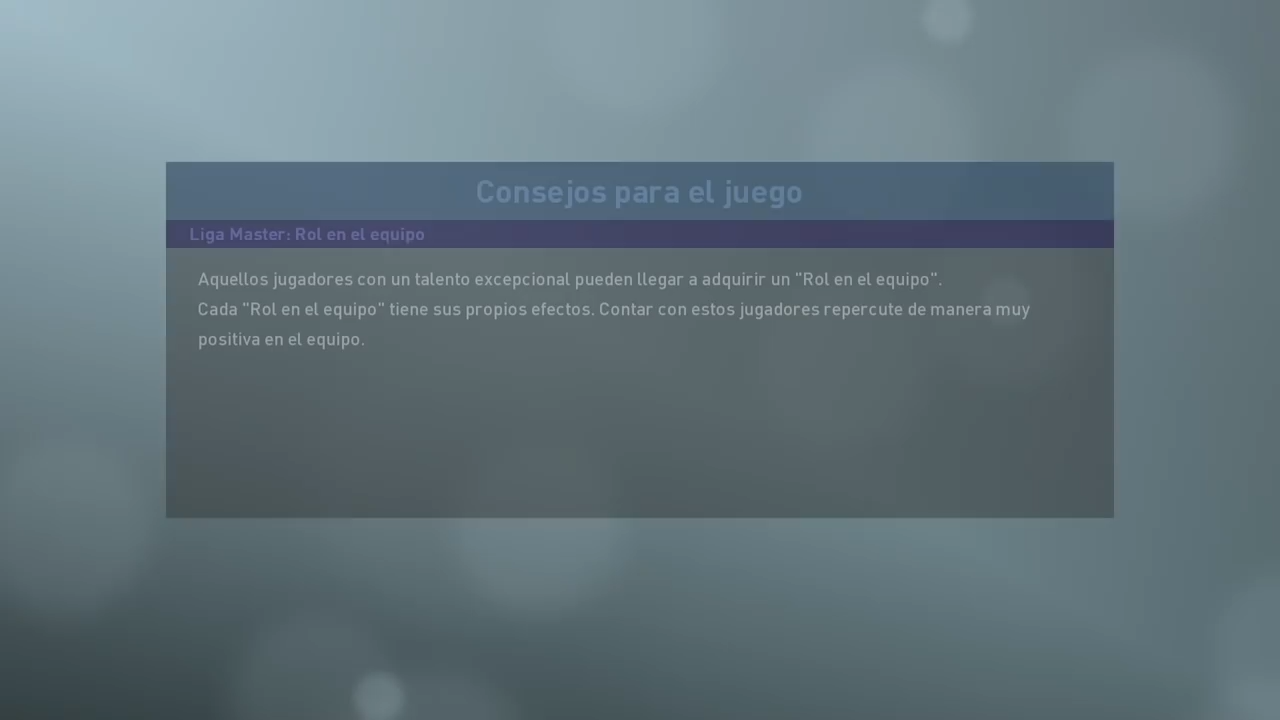 Consejos para el juego
Liga Master: Rol en el equipo
Aquellos jugadores con un talento excepcional pueden llegar a adquirir un "Rol en el equipo".
Cada "Rol en el equipo" tiene sus propios efectos. Contar con estos jugadores repercute de manera muy
positiva en el equipo.